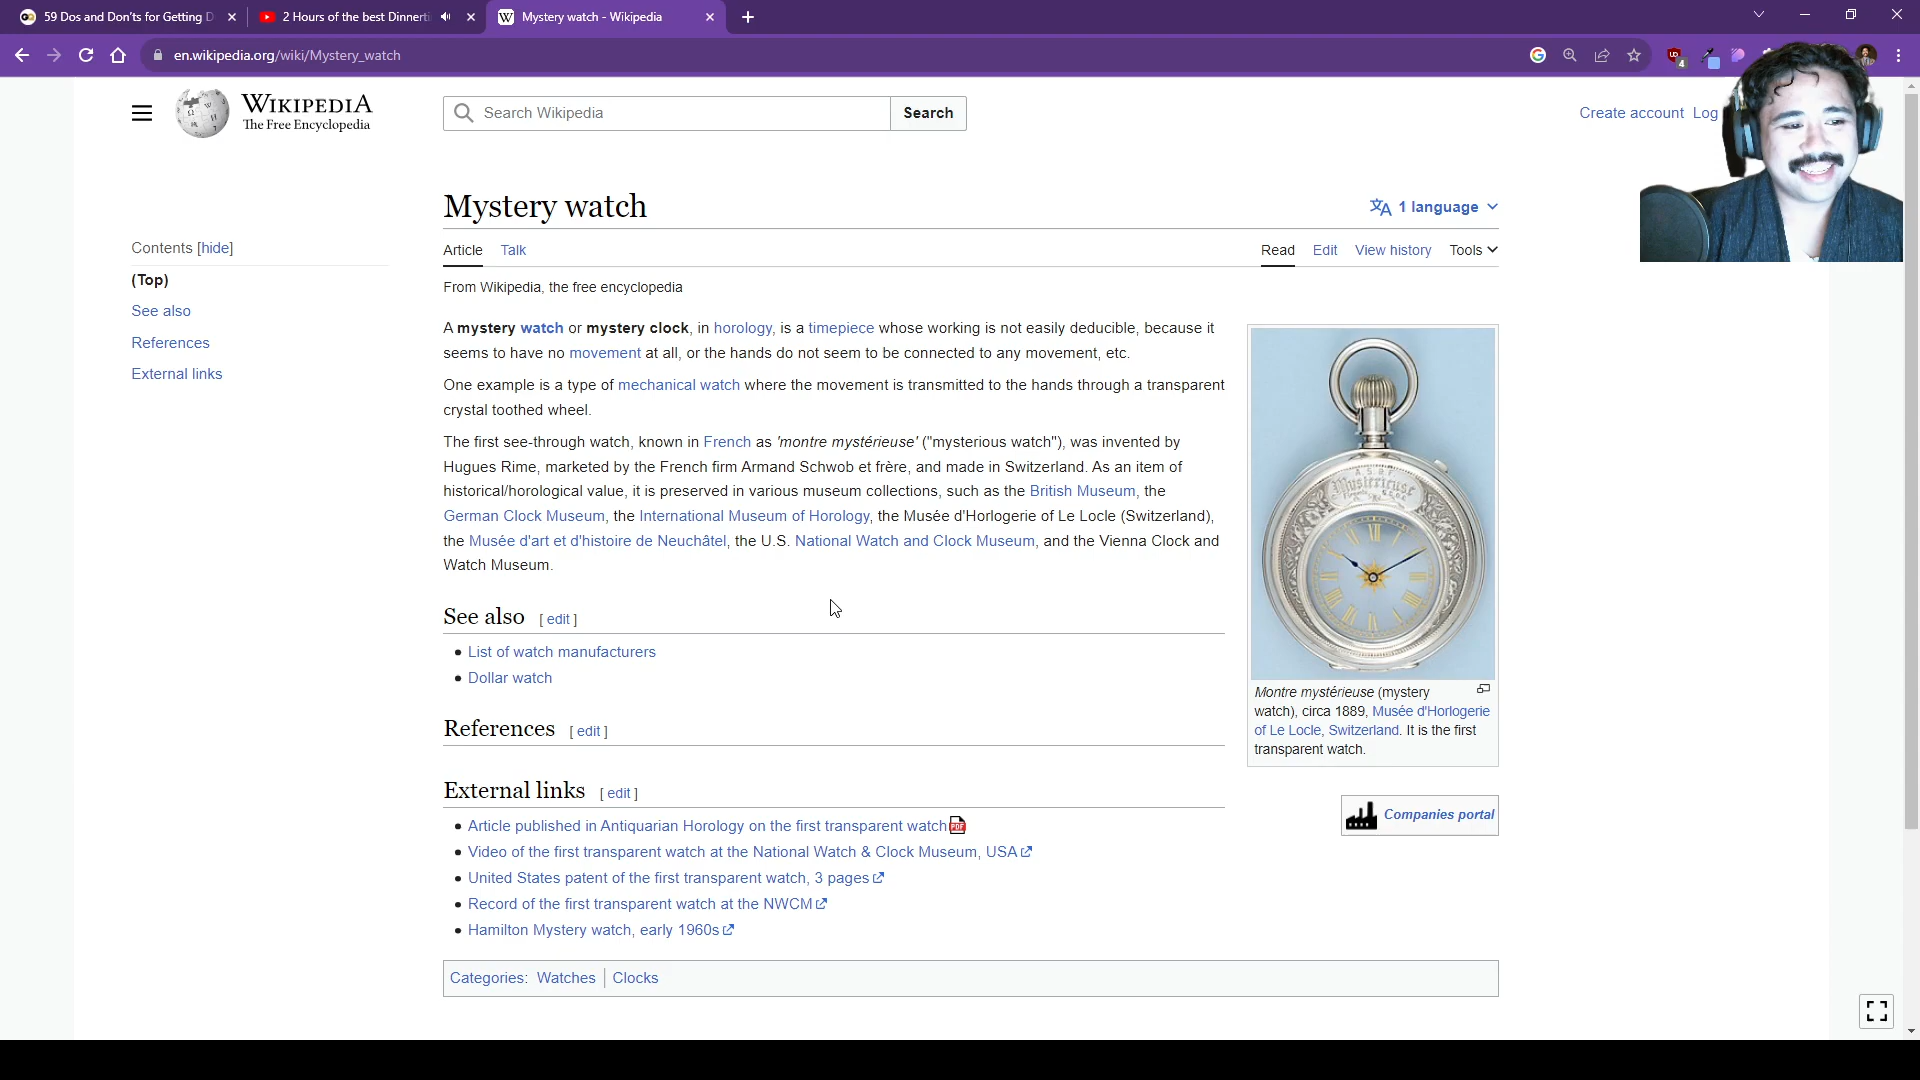 59 Dos and Don'ts for Getting D
2 Hours of the best Dinnerti
Mystery watch - Wikipedia
en.wikipedia.org/wiki/Mystery_watch
4
WIKIPEDIA
The Free Encyclopedia
Search Wikipedia
Search
Create account Log
Mystery watch
1 language
Contents [hide]
(Top)
See also
References
External links
Article Talk
Read Edit View history Tools
From Wikipedia, the free encyclopedia
A mystery watch or mystery clock, in horology, is a timepiece whose working is not easily deducible, because it
seems to have no movement at all, or the hands do not seem to be connected to any movement, etc.
One example is a type of mechanical watch where the movement is transmitted to the hands through a transparent
crystal toothed wheel.
The first see-through watch, known in French as 'montre mystérieuse' ("mysterious watch"), was invented by
Hugues Rime, marketed by the French firm Armand Schwob et frère, and made in Switzerland. As an item of
historical/horological value, it is preserved in various museum collections, such as the British Museum, the
German Clock Museum, the International Museum of Horology, the Musée d'Horlogerie of Le Locle (Switzerland),
the Musée d'art et d'histoire de Neuchâtel, the U.S. National Watch and Clock Museum, and the Vienna Clock and
Watch Museum.
A.S.&F.
Mysterieuse
Montre mystérieuse (mystery
watch), circa 1889, Musée d'Horlogerie
of Le Locle, Switzerland. It is the first
transparent watch.
See also [ edit ]
List of watch manufacturers
Dollar watch
References [ edit ]
External links [ edit ]
Article published in Antiquarian Horology on the first transparent watch PDF
Video of the first transparent watch at the National Watch & Clock Museum, USA
United States patent of the first transparent watch, 3 pages
Record of the first transparent watch at the NWCM
Hamilton Mystery watch, early 1960s
Companies portal
Categories: Watches | Clocks